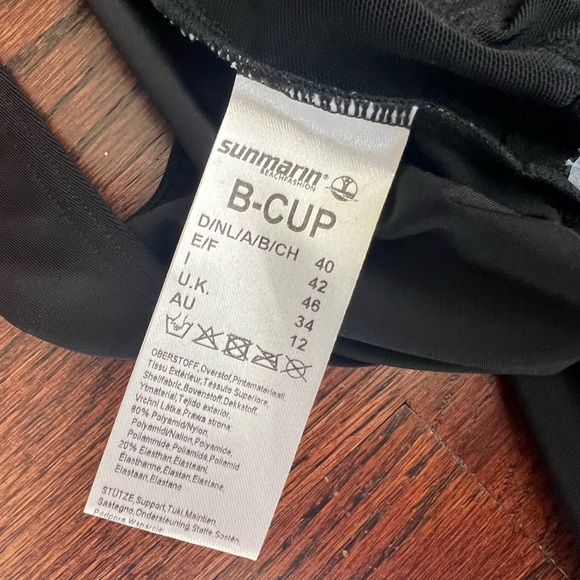 sunmarin®
BEACHFASHION
B-CUP
D/NL/A/B/CH 40
E/F 42
I 46
U.K. 34
AU 12
OBERSTOFF,Overstof,Pintamateriaali
Tissu Extérieur,Tessuto Superiore,
Shellfabric,Bovenstoff Dekkstoff,
Ytmaterial,Tejido exterior,
Vrchní Látka,Prawa strona:
80% Polyamid/Nylon,
Polyamid/Nailon,Polyamide,
Poliammide,Poliamida,Poliamid
20% Elasthan,Elastaani,
Elasthanne,Elastan,Elastane,
Elastaan,Elastano
STÜTZE,Support,Tuki,Maintien
Sostegno,Ondersteuning,Støtte,Sostén,
Podpora,Wsparcie